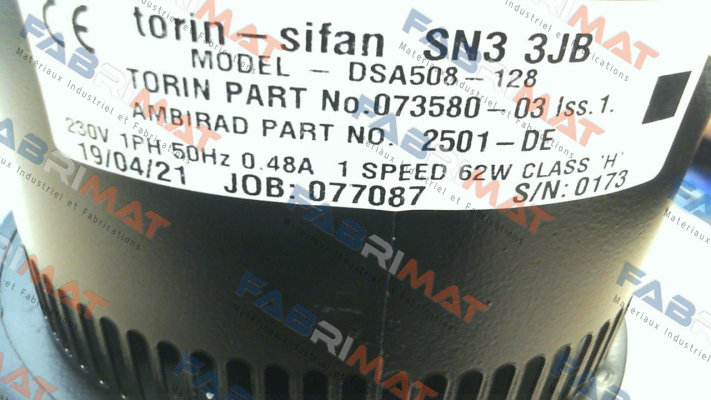 CE torin-sifan SN3 3JB
MODEL - DSA508-128
TORIN PART No.073580-03 Iss.1.
AMBIRAD PART NO. 2501-DE
230V 1PH 50Hz 0.48A 1 SPEED 62W CLASS 'H'
19/04/21 JOB: 077087 S/N: 0173
FABRIMAT
Matériaux Industriel et Fabrications